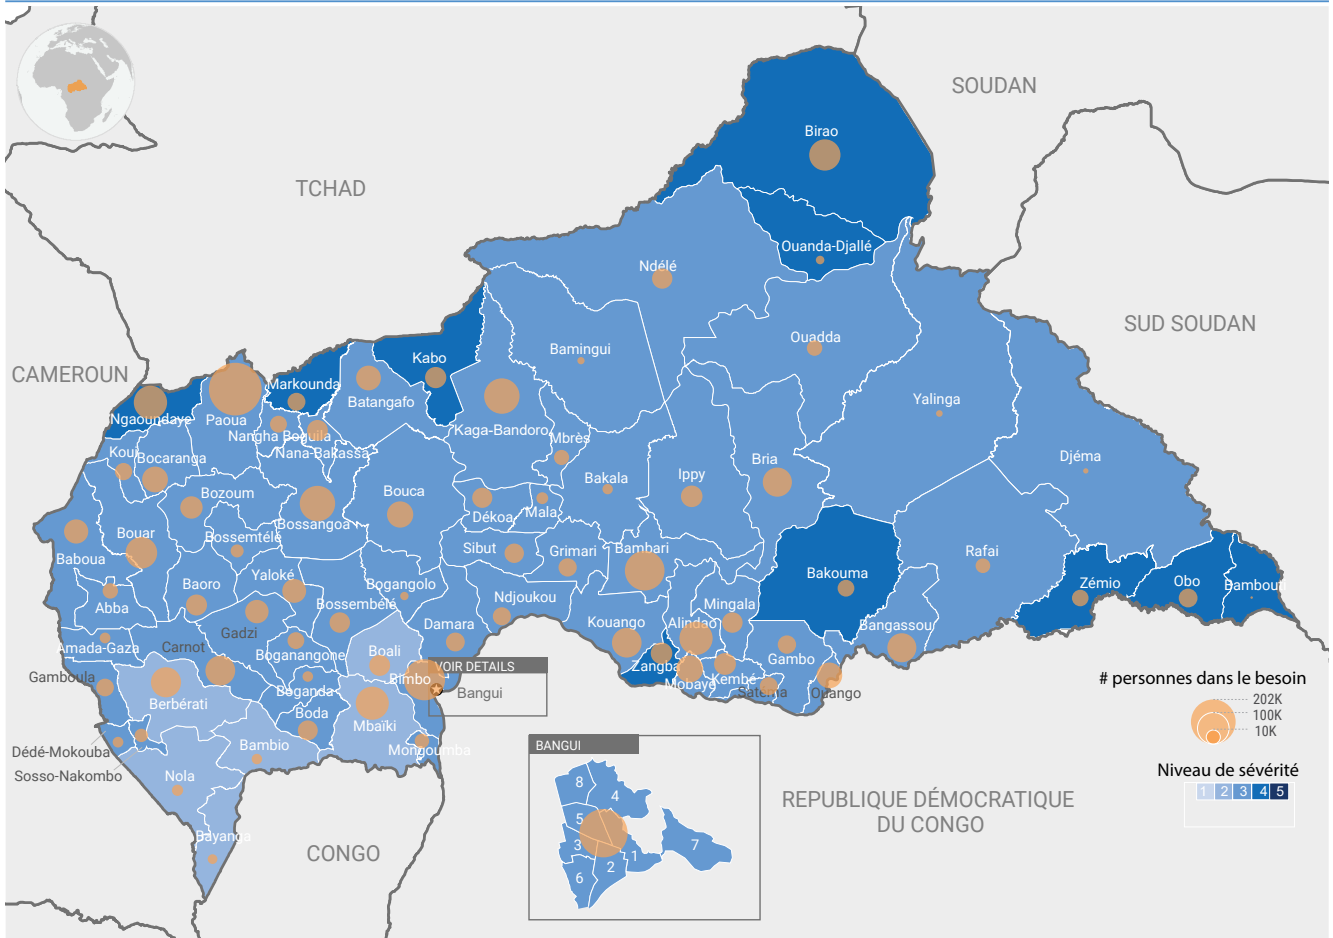 SOUDAN
Birao
TCHAD
Ouanda-Djallé
Ndélé
SUD SOUDAN
Ouadda
Kabo
Bamingui
CAMEROUN
Markounda
Batangafo
Yalinga
Ngaoundaye
Paoua
Kaga-Bandoro
Nangha Boguila
Mbrès
Nana-Bakassa
Koui
Bocaranga
Djéma
Bria
Ippy
Bakala
Bouca
Bozoum
Dékoa
Mala
Bossangoa
Bouar
Bossemtélé
Sibut
Grimari
Bambari
Rafai
Baboua
Yaloké
Bakouma
Baoro
Bogangolo
Zémio
Obo
Bambouti
Ndjoukou
Abba
Bossembélé
Mingala
Kouango
Alindao
Damara
Bangassou
Gadzi
Amada-Gaza
Carnot
Boganangone
Boali
Gambo
VOIR DETAILS
Zangba
Gamboula
Bimbo
Kembé
Mobaye
Satema
Ouango
Bangui
Boganda
Berbérati
# personnes dans le besoin
202K
100K
10K
Boda
Mbaïki
Dédé-Mokouba
Bambio
Mongoumba
BANGUI
Sosso-Nakombo
Nola
Niveau de sévérité
1 2 3 4 5
8
4
REPUBLIQUE DÉMOCRATIQUE
DU CONGO
5
Bayanga
3
1
7
CONGO
2
6